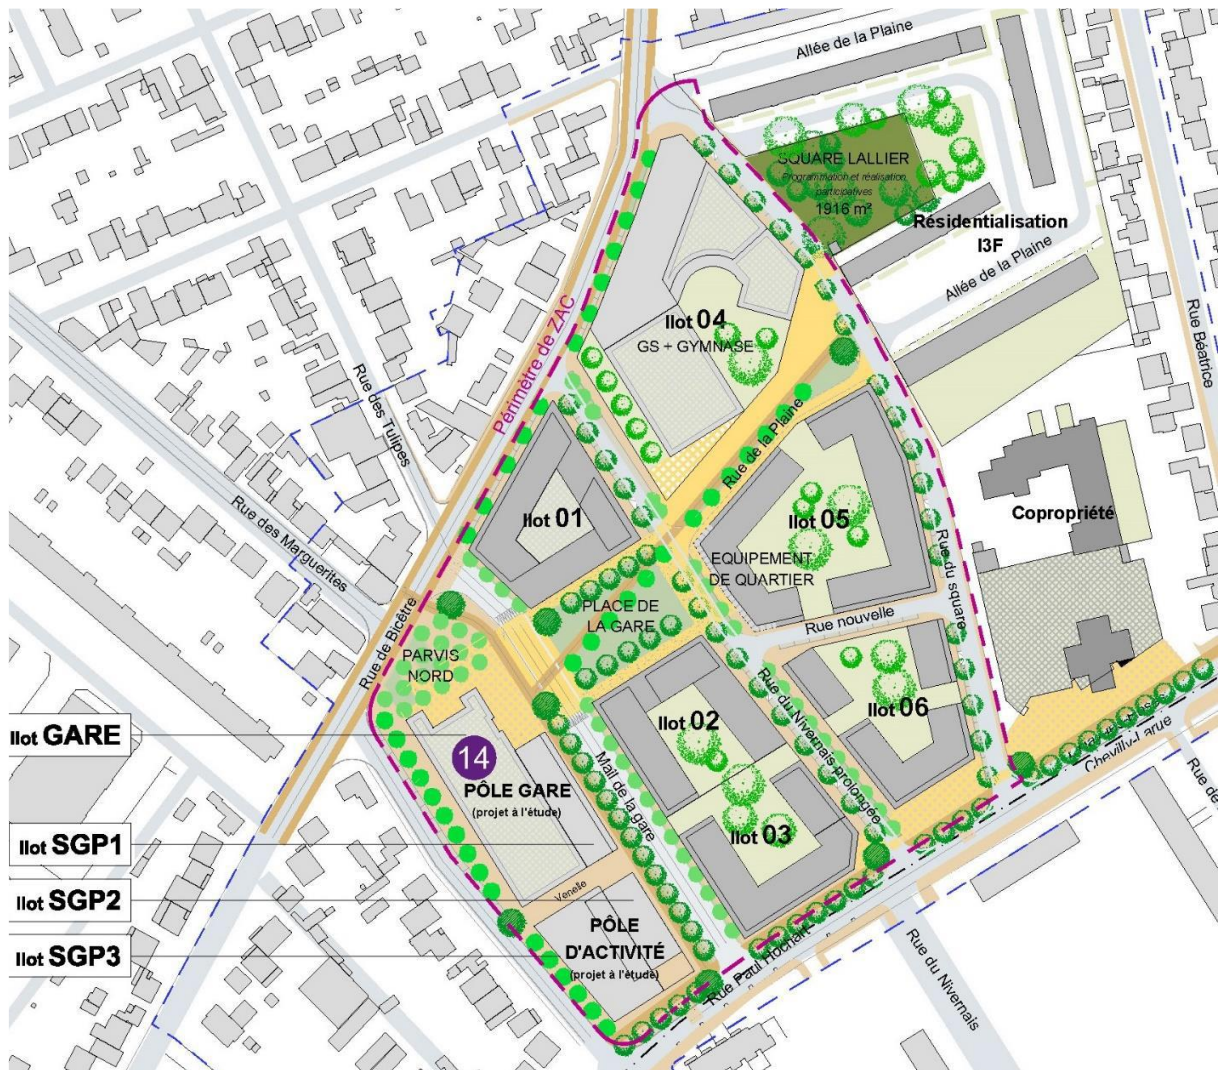 Allée de la Plaine
SQUARE LALLIER
Programmation et réalisation
participatives
1916 m²
Résidentialisation
I3F
Allée de la Plaine
Rue Béatrice
Périmètre de ZAC
Ilot 04
GS + GYMNASE
Rue des Tulipes
Rue de la Plaine
Rue des Marguerites
Ilot 01
Ilot 05
Copropriété
EQUIPEMENT
DE QUARTIER
Rue du square
PLACE DE
LA GARE
Rue nouvelle
Rue de Bicêtre
PARVIS
NORD
Ilot 02
Rue du Nivernais prolongée
Ilot 06
Ilot GARE
14
PÔLE GARE
(projet à l'étude)
Mail de la gare
Chevilly-Larue
Rue de
Ilot SGP1
Ilot 03
Ilot SGP2
Venelle
PÔLE
D'ACTIVITÉ
(projet à l'étude)
Ilot SGP3
Rue Paul Hochart
Rue du Nivernais